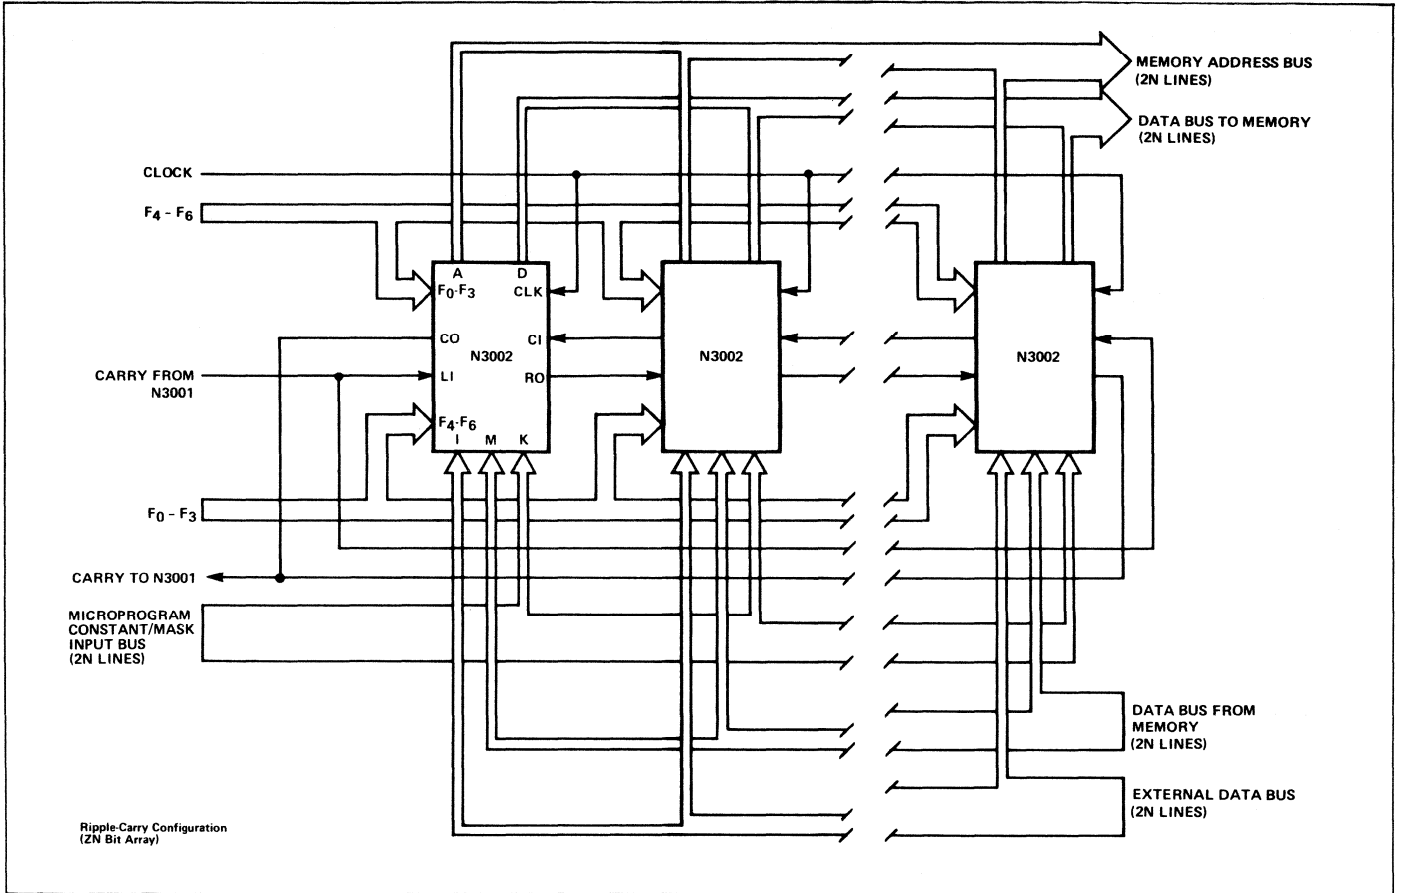 MEMORY ADDRESS BUS
(2N LINES)
DATA BUS TO MEMORY
(2N LINES)
CLOCK
F4 - F6
A D
F0-F3 CLK
CO CI
N3002
N3002
N3002
CARRY FROM
N3001
LI RO
F4-F6
I M K
F0 - F3
CARRY TO N3001
MICROPROGRAM
CONSTANT/MASK
INPUT BUS
(2N LINES)
DATA BUS FROM
MEMORY
(2N LINES)
EXTERNAL DATA BUS
(2N LINES)
Ripple-Carry Configuration
(ZN Bit Array)